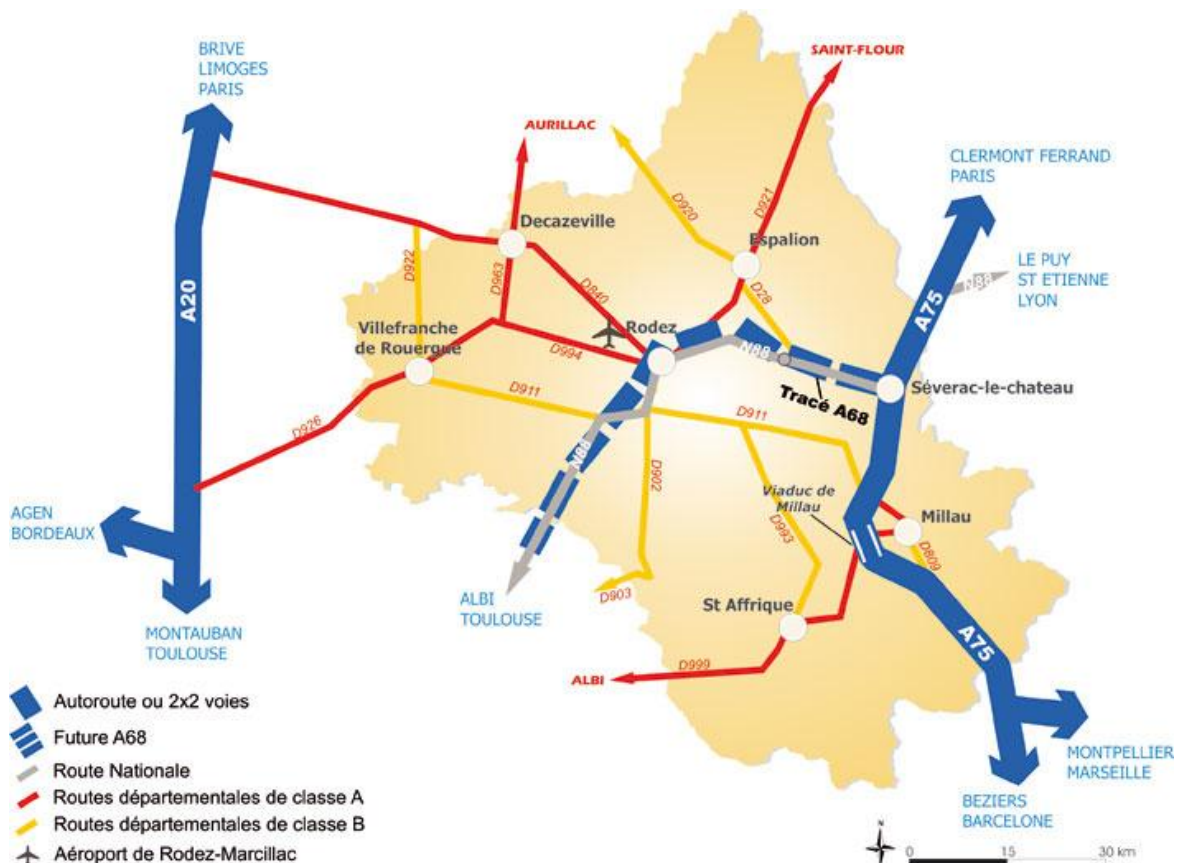 SAINT-FLOUR
BRIVE
LIMOGES
PARIS
AURILLAC
CLERMONT FERRAND
PARIS
D921
D920
Decazeville
Espalion
D922
D963
D840
D28
LE PUY
ST ETIENNE
LYON
N88
A20
A75
Villefranche
de Rouergue
Rodez
N88
D994
Tracé A68
Séverac-le-chateau
D911
D911
D926
N88
D902
Viaduc de
Millau
Millau
D993
D809
AGEN
BORDEAUX
D903
ALBI
TOULOUSE
St Affrique
MONTAUBAN
TOULOUSE
A75
D999
ALBI
Autoroute ou 2x2 voies
Future A68
Route Nationale
Routes départementales de classe A
Routes départementales de classe B
Aéroport de Rodez-Marcillac
MONTPELLIER
MARSEILLE
BEZIERS
BARCELONE
N
0 15 30 km